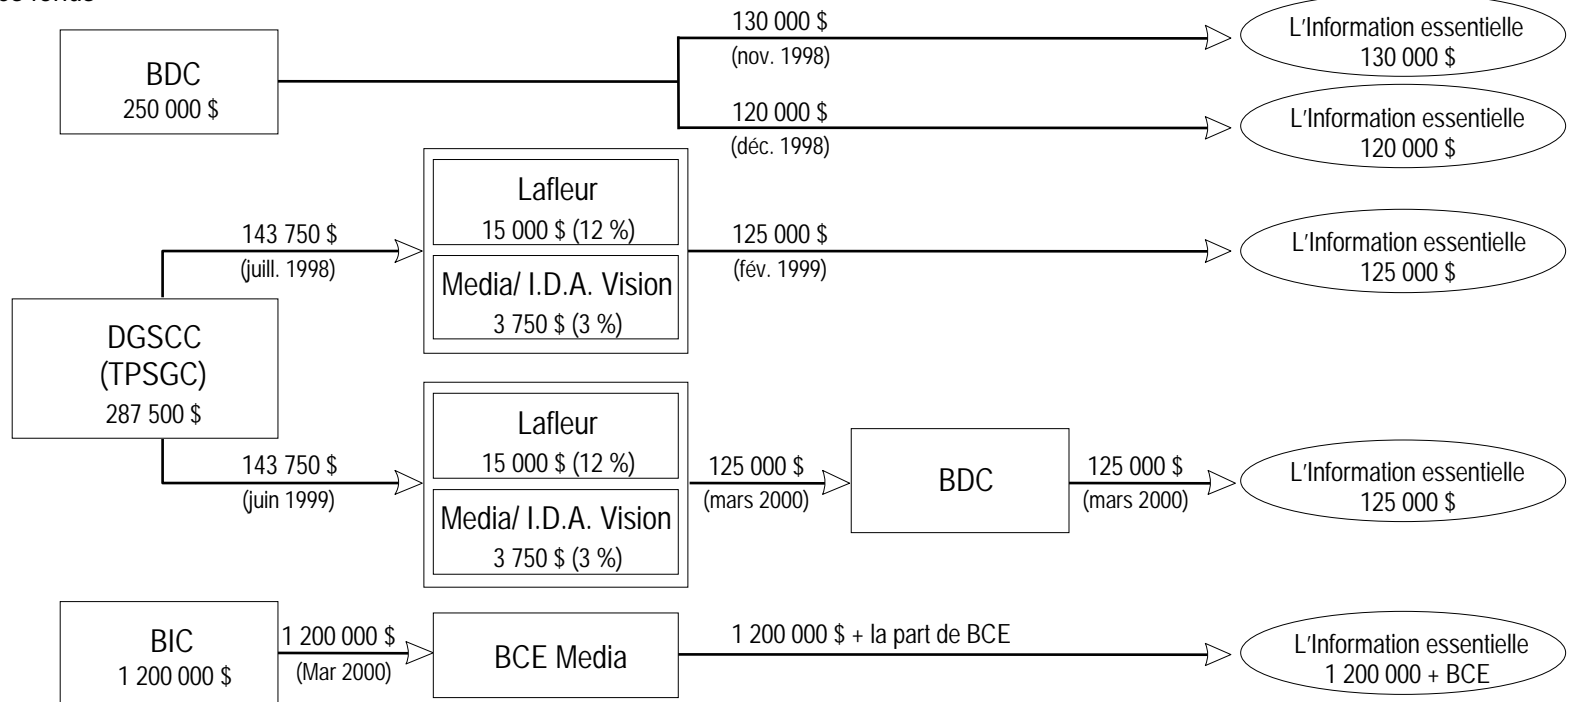 BDC
250 000 $
130 000 $
(nov. 1998)
L'Information essentielle
130 000 $
120 000 $
(déc. 1998)
L'Information essentielle
120 000 $
DGSCC
(TPSGC)
287 500 $
143 750 $
(juill. 1998)
Lafleur
15 000 $ (12 %)
Media/ I.D.A. Vision
3 750 $ (3 %)
125 000 $
(fév. 1999)
L'Information essentielle
125 000 $
143 750 $
(juin 1999)
Lafleur
15 000 $ (12 %)
Media/ I.D.A. Vision
3 750 $ (3 %)
125 000 $
(mars 2000)
BDC
125 000 $
(mars 2000)
L'Information essentielle
125 000 $
BIC
1 200 000 $
1 200 000 $
(Mar 2000)
BCE Media
1 200 000 $ + la part de BCE
L'Information essentielle
1 200 000 + BCE